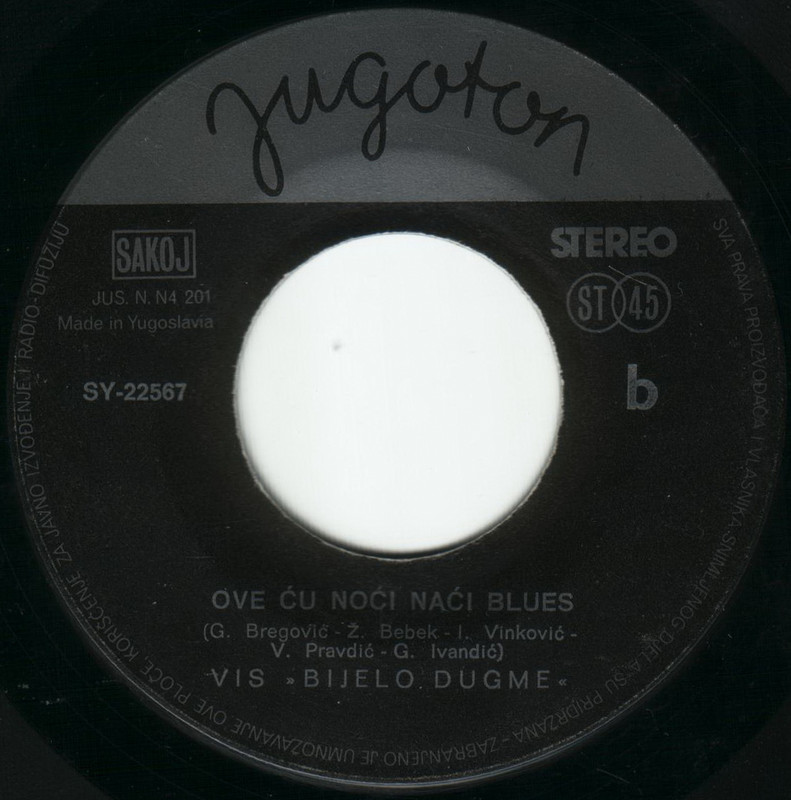 jugoton
SAKOJ
JUS. N. N4 201
Made in Yugoslavia
SY-22567
STEREO
ST 45
S
b
OVE ĆU NOĆI NAĆI BLUES
(G. Bregović - Ž. Bebek - I. Vinković -
V. Pravdić - G. Ivandić)
VIS »BIJELO DUGME«
SVA PRAVA PROIZVOĐAČA I VLASNIKA SNIMLJENOG DJELA SU PRIDRŽANA - ZABRANJENO JE UMNOŽAVANJE OVE PLOČE, KORIŠĆENJE ZA JAVNO IZVOĐENJE I RADIO-DIFUZIJU